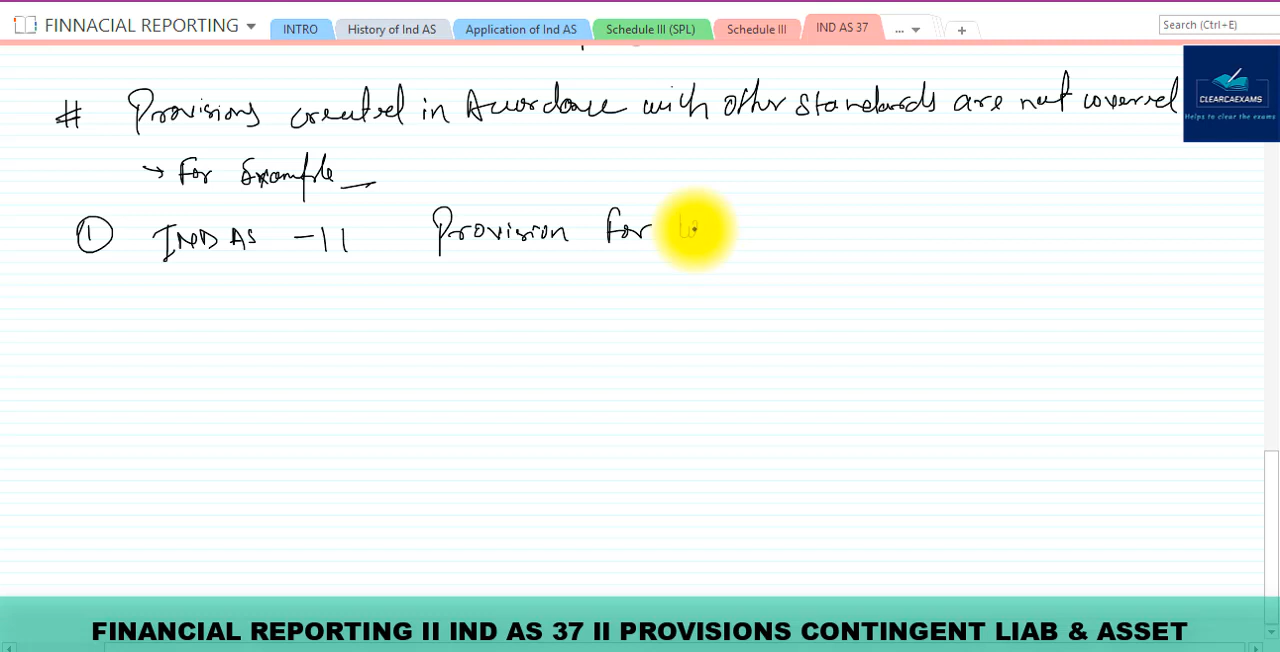 FINNACIAL REPORTING
INTRO
History of Ind AS
Application of Ind AS
Schedule III (SPL)
Schedule III
IND AS 37
...
+
Search (Ctrl+E)
CLEARCAEXAMS
Helps to clear the exams
# Provisions created in Accordance with other standards are not covered
→ For Example _
① IND AS - 11 Provision for
FINANCIAL REPORTING II IND AS 37 II PROVISIONS CONTINGENT LIAB & ASSET